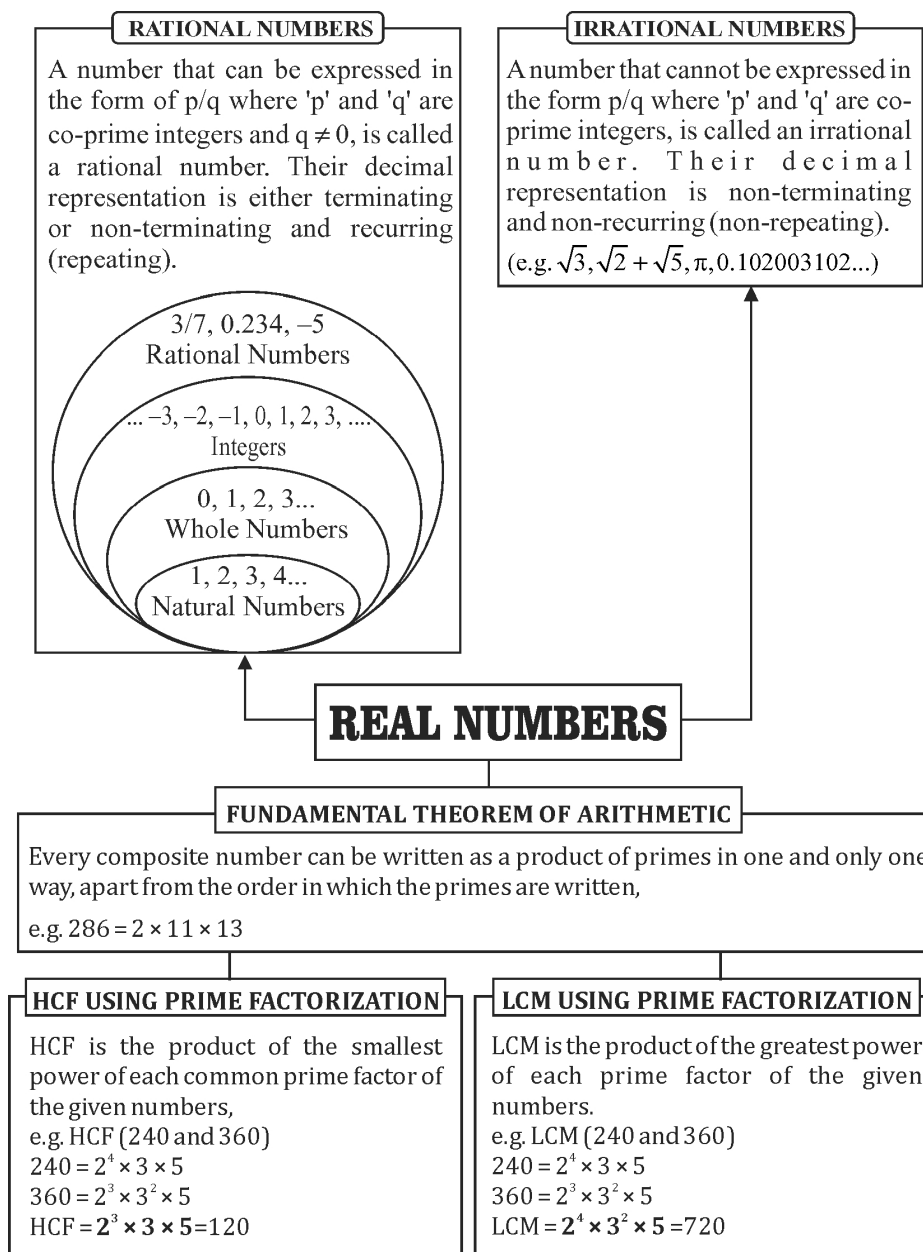 RATIONAL NUMBERS
A number that can be expressed in
the form of p/q where 'p' and 'q' are
co-prime integers and q ≠ 0, is called
a rational number. Their decimal
representation is either terminating
or non-terminating and recurring
(repeating).
3/7, 0.234, –5
Rational Numbers
... –3, –2, –1, 0, 1, 2, 3, ....
Integers
0, 1, 2, 3...
Whole Numbers
1, 2, 3, 4...
Natural Numbers
IRRATIONAL NUMBERS
A number that cannot be expressed in
the form p/q where 'p' and 'q' are co-
prime integers, is called an irrational
number. Their decimal
representation is non-terminating
and non-recurring (non-repeating).
(e.g. √3, √2 + √5, π, 0.102003102...)
REAL NUMBERS
FUNDAMENTAL THEOREM OF ARITHMETIC
Every composite number can be written as a product of primes in one and only one
way, apart from the order in which the primes are written,
e.g. 286 = 2 × 11 × 13
HCF USING PRIME FACTORIZATION
HCF is the product of the smallest
power of each common prime factor of
the given numbers,
e.g. HCF (240 and 360)
240 = 2⁴ × 3 × 5
360 = 2³ × 3² × 5
HCF = 2³ × 3 × 5=120
LCM USING PRIME FACTORIZATION
LCM is the product of the greatest power
of each prime factor of the given
numbers.
e.g. LCM (240 and 360)
240 = 2⁴ × 3 × 5
360 = 2³ × 3² × 5
LCM = 2⁴ × 3² × 5 =720